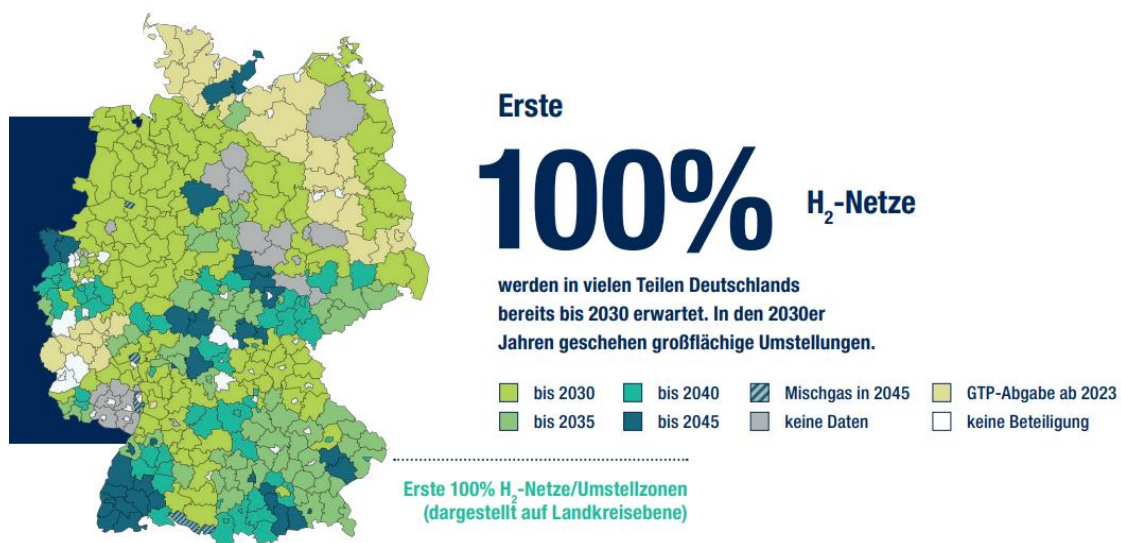 Erste
100% H₂-Netze
werden in vielen Teilen Deutschlands
bereits bis 2030 erwartet. In den 2030er
Jahren geschehen großflächige Umstellungen.
bis 2030
bis 2040
Mischgas in 2045
GTP-Abgabe ab 2023
bis 2035
bis 2045
keine Daten
keine Beteiligung
Erste 100% H₂-Netze/Umstellzonen
(dargestellt auf Landkreisebene)